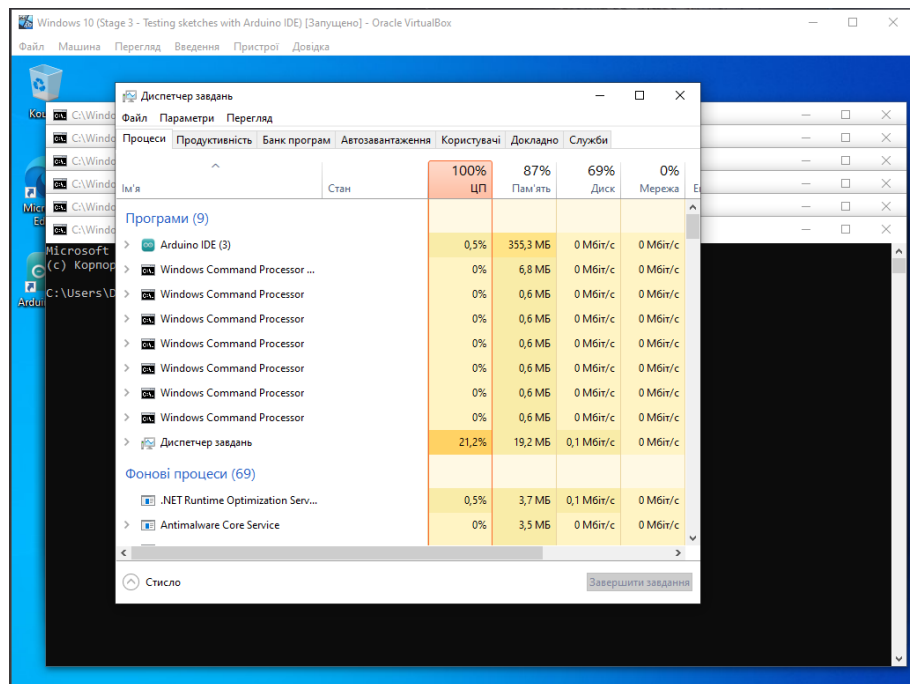 Windows 10 (Stage 3 - Testing sketches with Arduino IDE) [Запущено] - Oracle VirtualBox
Файл Машина Перегляд Введення Пристрої Довідка
Диспетчер завдань
Файл Параметри Перегляд
Процеси Продуктивність Банк програм Автозавантаження Користувачі Докладно Служби
100% 87% 69% 0%
Ім'я Стан ЦП Пам'ять Диск Мережа
Програми (9)
Arduino IDE (3) 0,5% 355,3 МБ 0 Мбіт/с 0 Мбіт/с
Windows Command Processor ... 0% 6,8 МБ 0 Мбіт/с 0 Мбіт/с
Windows Command Processor 0% 0,6 МБ 0 Мбіт/с 0 Мбіт/с
Windows Command Processor 0% 0,6 МБ 0 Мбіт/с 0 Мбіт/с
Windows Command Processor 0% 0,6 МБ 0 Мбіт/с 0 Мбіт/с
Windows Command Processor 0% 0,6 МБ 0 Мбіт/с 0 Мбіт/с
Windows Command Processor 0% 0,6 МБ 0 Мбіт/с 0 Мбіт/с
Windows Command Processor 0% 0,6 МБ 0 Мбіт/с 0 Мбіт/с
Диспетчер завдань 21,2% 19,2 МБ 0,1 Мбіт/с 0 Мбіт/с
Фонові процеси (69)
.NET Runtime Optimization Serv... 0,5% 3,7 МБ 0,1 Мбіт/с 0 Мбіт/с
Antimalware Core Service 0% 3,5 МБ 0 Мбіт/с 0 Мбіт/с
Стисло
Завершити завдання
C:\Windo
C:\Windo
C:\Windo
C:\Windo
C:\Windo
C:\Windo
Microsoft
(c) Корпор
C:\Users\D